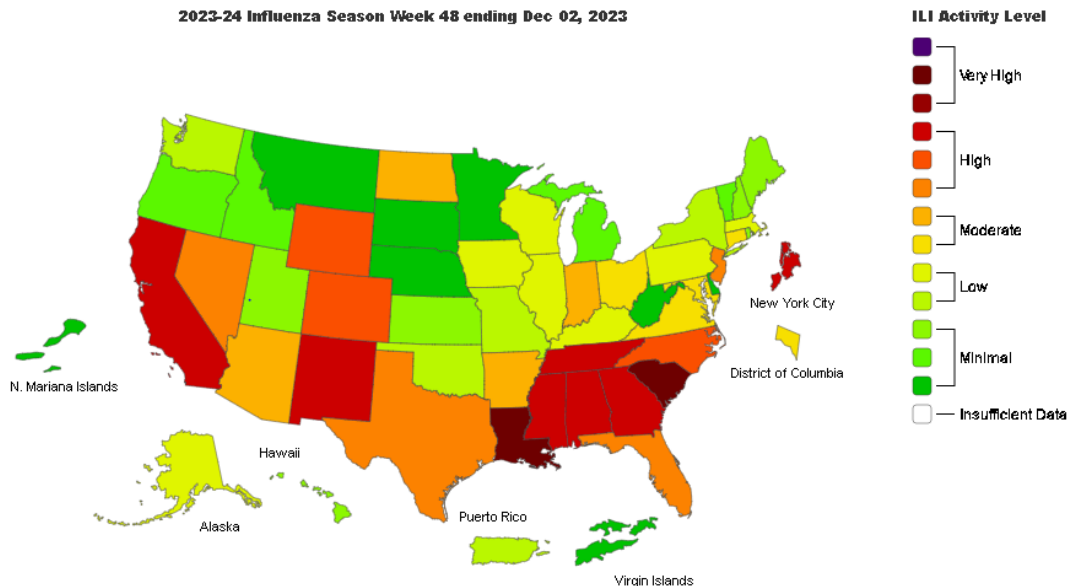 2023-24 Influenza Season Week 48 ending Dec 02, 2023
ILI Activity Level
Very High
High
Moderate
Low
Minimal
Insufficient Data
New York City
District of Columbia
N. Mariana Islands
Hawaii
Alaska
Puerto Rico
Virgin Islands